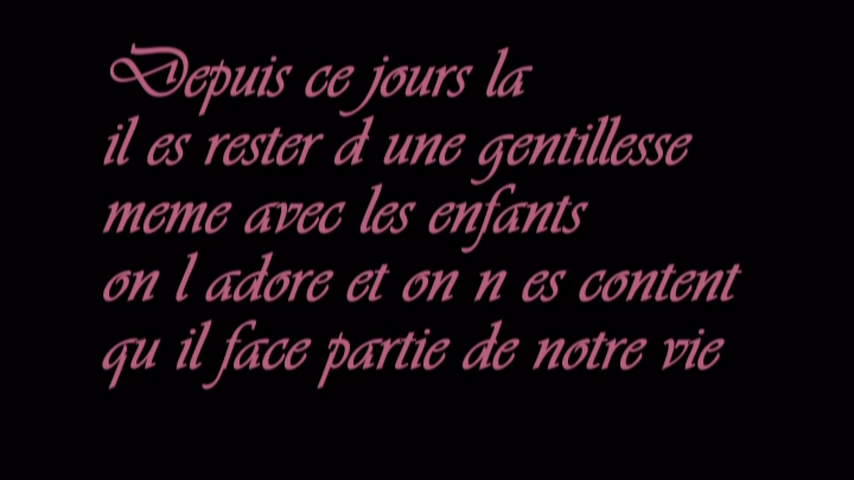 Depuis ce jours la
il es rester d une gentillesse
meme avec les enfants
on l adore et on n es content
qu il face partie de notre vie